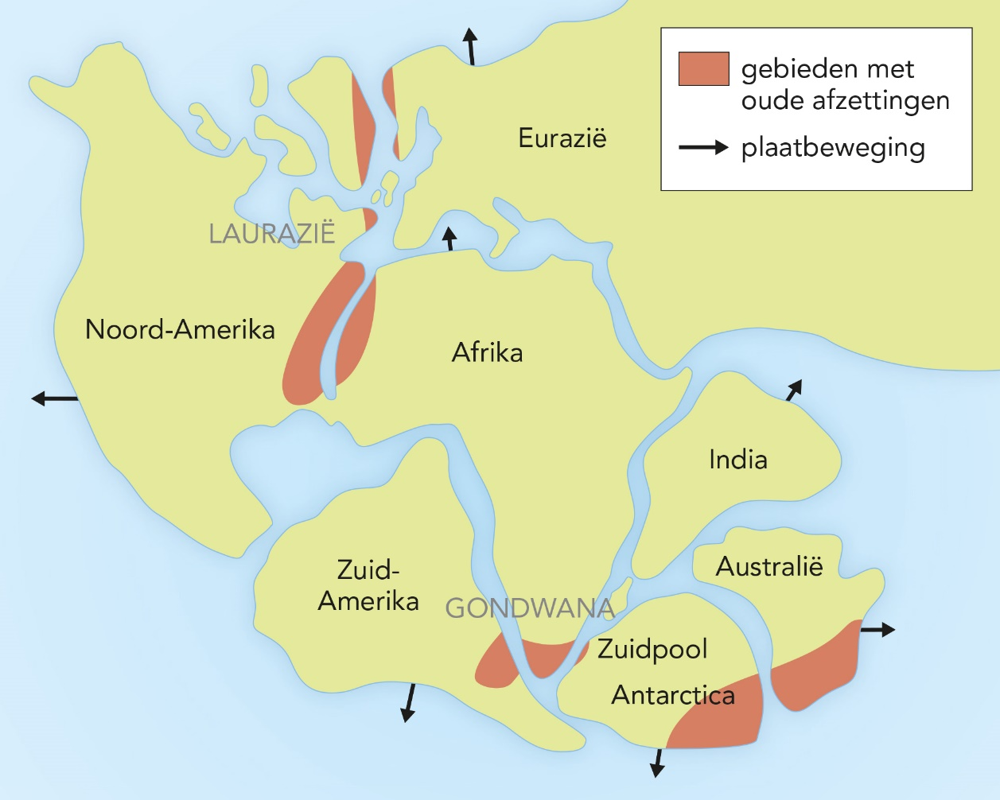 gebieden met
oude afzettingen
plaatbeweging
Eurazië
LAURAZIË
Noord-Amerika
Afrika
India
Zuid-
Amerika
Australië
GONDWANA
Zuidpool
Antarctica